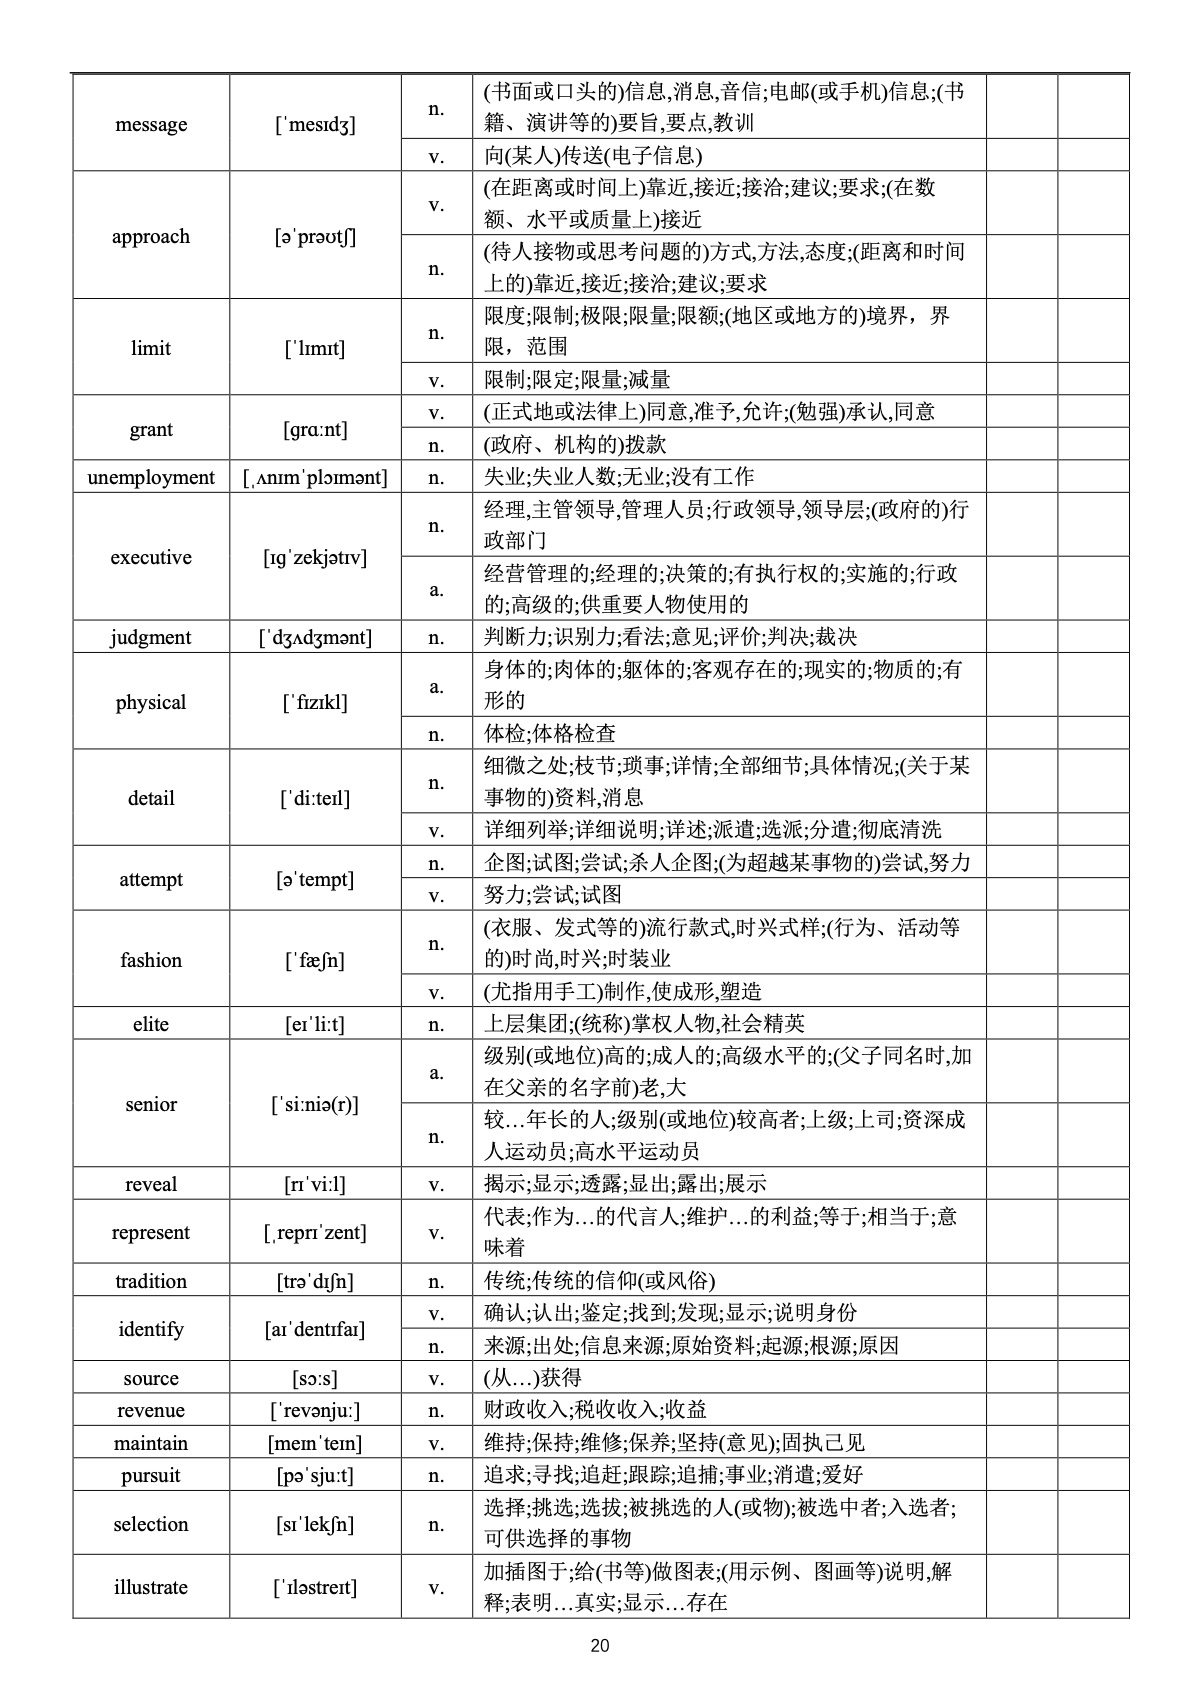 message [ˈmesɪdʒ] n. (书面或口头的)信息,消息,音信;电邮(或手机)信息;(书
籍、演讲等的)要旨,要点,教训
v. 向(某人)传送(电子信息)
approach [əˈprəʊtʃ] v. (在距离或时间上)靠近,接近;接洽;建议;要求;(在数
额、水平或质量上)接近
n. (待人接物或思考问题的)方式,方法,态度;(距离和时间
上的)靠近,接近;接洽;建议;要求
limit [ˈlɪmɪt] n. 限度;限制;极限;限量;限额;(地区或地方的)境界，界
限，范围
v. 限制;限定;限量;减量
grant [ɡrɑːnt] v. (正式地或法律上)同意,准予,允许;(勉强)承认,同意
n. (政府、机构的)拨款
unemployment [ˌʌnɪmˈplɔɪmənt] n. 失业;失业人数;无业;没有工作
executive [ɪɡˈzekjətɪv] n. 经理,主管领导,管理人员;行政领导,领导层;(政府的)行
政部门
a. 经营管理的;经理的;决策的;有执行权的;实施的;行政
的;高级的;供重要人物使用的
judgment [ˈdʒʌdʒmənt] n. 判断力;识别力;看法;意见;评价;判决;裁决
physical [ˈfɪzɪkl] a. 身体的;肉体的;躯体的;客观存在的;现实的;物质的;有
形的
n. 体检;体格检查
detail [ˈdiːteɪl] n. 细微之处;枝节;琐事;详情;全部细节;具体情况;(关于某
事物的)资料,消息
v. 详细列举;详细说明;详述;派遣;选派;分遣;彻底清洗
attempt [əˈtempt] n. 企图;试图;尝试;杀人企图;(为超越某事物的)尝试,努力
v. 努力;尝试;试图
fashion [ˈfæʃn] n. (衣服、发式等的)流行款式,时兴式样;(行为、活动等
的)时尚,时兴;时装业
v. (尤指用手工)制作,使成形,塑造
elite [eɪˈliːt] n. 上层集团;(统称)掌权人物,社会精英
senior [ˈsiːniə(r)] a. 级别(或地位)高的;成人的;高级水平的;(父子同名时,加
在父亲的名字前)老,大
n. 较…年长的人;级别(或地位)较高者;上级;上司;资深成
人运动员;高水平运动员
reveal [rɪˈviːl] v. 揭示;显示;透露;显出;露出;展示
represent [ˌreprɪˈzent] v. 代表;作为…的代言人;维护…的利益;等于;相当于;意
味着
tradition [trəˈdɪʃn] n. 传统;传统的信仰(或风俗)
identify [aɪˈdentɪfaɪ] v. 确认;认出;鉴定;找到;发现;显示;说明身份
n. 来源;出处;信息来源;原始资料;起源;根源;原因
source [sɔːs] v. (从…)获得
revenue [ˈrevənjuː] n. 财政收入;税收收入;收益
maintain [meɪnˈteɪn] v. 维持;保持;维修;保养;坚持(意见);固执己见
pursuit [pəˈsjuːt] n. 追求;寻找;追赶;跟踪;追捕;事业;消遣;爱好
selection [sɪˈlekʃn] n. 选择;挑选;选拔;被挑选的人(或物);被选中者;入选者;
可供选择的事物
illustrate [ˈɪləstreɪt] v. 加插图于;给(书等)做图表;(用示例、图画等)说明,解
释;表明…真实;显示…存在
20